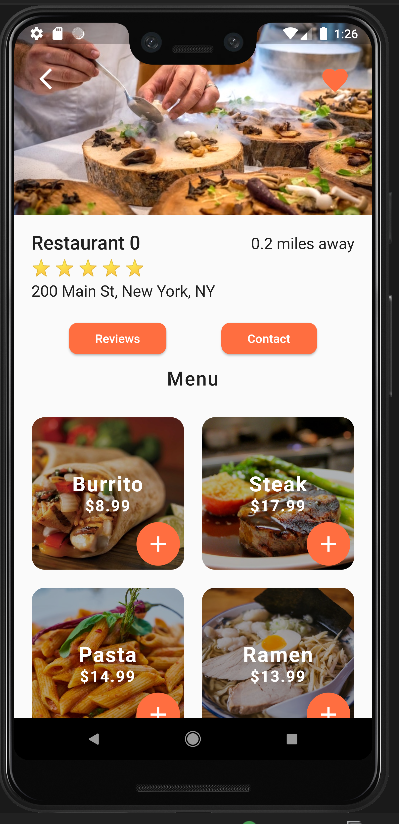 1:26
Restaurant 0
0.2 miles away
200 Main St, New York, NY
Reviews
Contact
Menu
Burrito
$8.99
Steak
$17.99
Pasta
$14.99
Ramen
$13.99